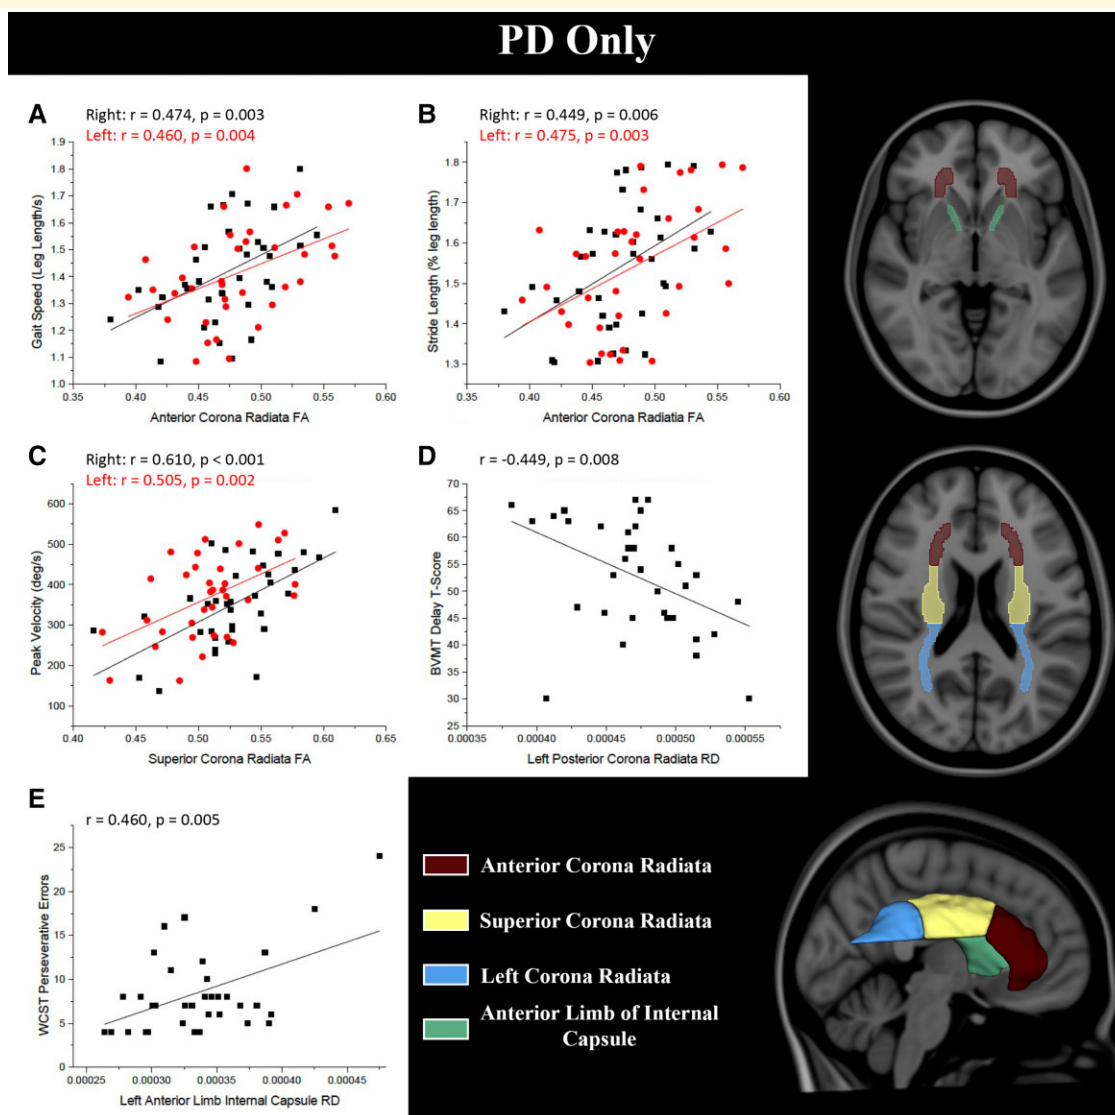 PD Only
A
Right: r = 0.474, p = 0.003
Left: r = 0.460, p = 0.004
1.9
1.8
1.7
1.6
1.5
1.4
1.3
1.2
1.1
1.0
Gait Speed (Leg Length/s)
0.35
0.40
0.45
0.50
0.55
0.60
Anterior Corona Radiata FA
B
Right: r = 0.449, p = 0.006
Left: r = 0.475, p = 0.003
1.8
1.7
1.6
1.5
1.4
1.3
Stride Length (% leg length)
0.35
0.40
0.45
0.50
0.55
0.60
Anterior Corona Radiatia FA
C
Right: r = 0.610, p < 0.001
Left: r = 0.505, p = 0.002
600
500
400
300
200
100
Peak Velocity (deg/s)
0.40
0.45
0.50
0.55
0.60
0.65
Superior Corona Radiata FA
D
r = -0.449, p = 0.008
70
65
60
55
50
45
40
35
30
25
BVMT Delay T-Score
0.00035
0.00040
0.00045
0.00050
0.00055
Left Posterior Corona Radiata RD
E
r = 0.460, p = 0.005
25
20
15
10
5
0
WCST Perseverative Errors
0.00025
0.00030
0.00035
0.00040
0.00045
Left Anterior Limb Internal Capsule RD
Anterior Corona Radiata
Superior Corona Radiata
Left Corona Radiata
Anterior Limb of Internal
Capsule